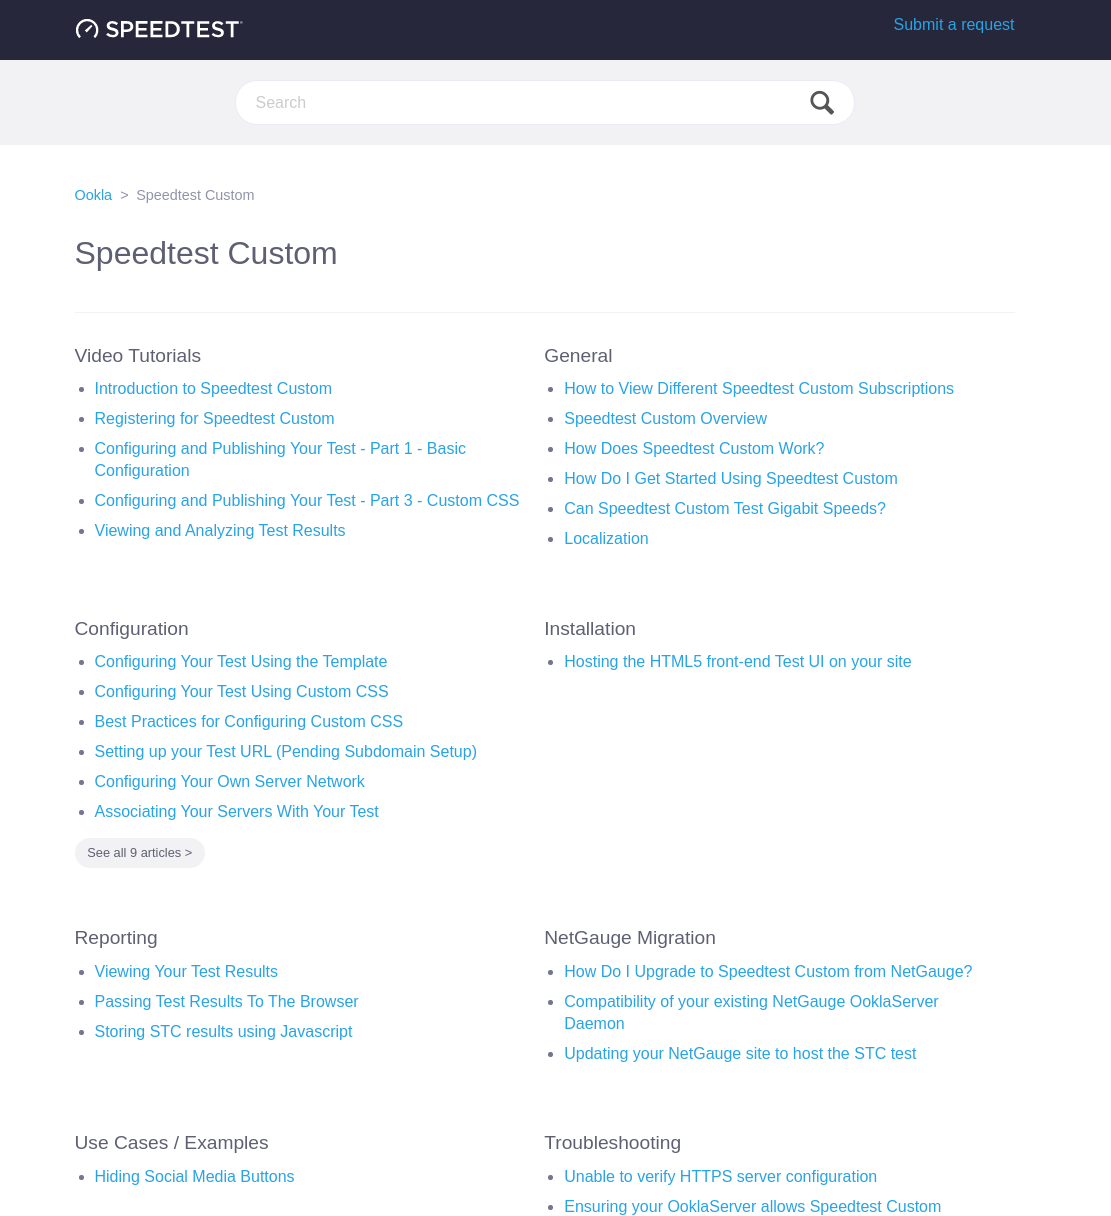 SPEEDTEST
Submit a request
Search
Ookla > Speedtest Custom
Speedtest Custom
Video Tutorials
Introduction to Speedtest Custom
Registering for Speedtest Custom
Configuring and Publishing Your Test - Part 1 - Basic
Configuration
Configuring and Publishing Your Test - Part 3 - Custom CSS
Viewing and Analyzing Test Results
General
How to View Different Speedtest Custom Subscriptions
Speedtest Custom Overview
How Does Speedtest Custom Work?
How Do I Get Started Using Speedtest Custom
Can Speedtest Custom Test Gigabit Speeds?
Localization
Configuration
Configuring Your Test Using the Template
Configuring Your Test Using Custom CSS
Best Practices for Configuring Custom CSS
Setting up your Test URL (Pending Subdomain Setup)
Configuring Your Own Server Network
Associating Your Servers With Your Test
See all 9 articles >
Installation
Hosting the HTML5 front-end Test UI on your site
Reporting
Viewing Your Test Results
Passing Test Results To The Browser
Storing STC results using Javascript
NetGauge Migration
How Do I Upgrade to Speedtest Custom from NetGauge?
Compatibility of your existing NetGauge OoklaServer
Daemon
Updating your NetGauge site to host the STC test
Use Cases / Examples
Hiding Social Media Buttons
Troubleshooting
Unable to verify HTTPS server configuration
Ensuring your OoklaServer allows Speedtest Custom